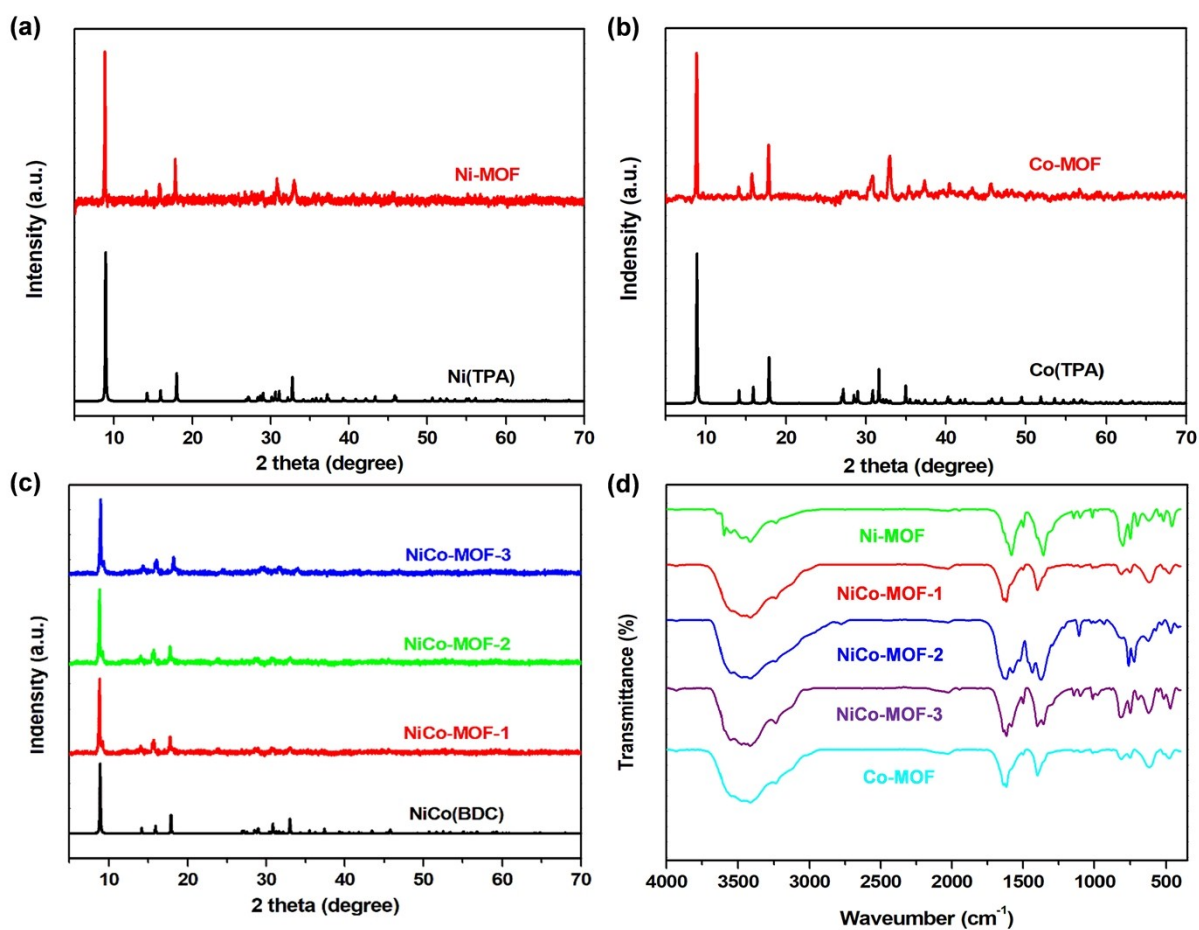 (a)
Intensity (a.u.)
Ni-MOF
Ni(TPA)
10 20 30 40 50 60 70
2 theta (degree)
(b)
Indensity (a.u.)
Co-MOF
Co(TPA)
10 20 30 40 50 60 70
2 theta (degree)
(c)
Indensity (a.u.)
NiCo-MOF-3
NiCo-MOF-2
NiCo-MOF-1
NiCo(BDC)
10 20 30 40 50 60 70
2 theta (degree)
(d)
Transmittance (%)
Ni-MOF
NiCo-MOF-1
NiCo-MOF-2
NiCo-MOF-3
Co-MOF
4000 3500 3000 2500 2000 1500 1000 500
Waveumber (cm⁻¹)